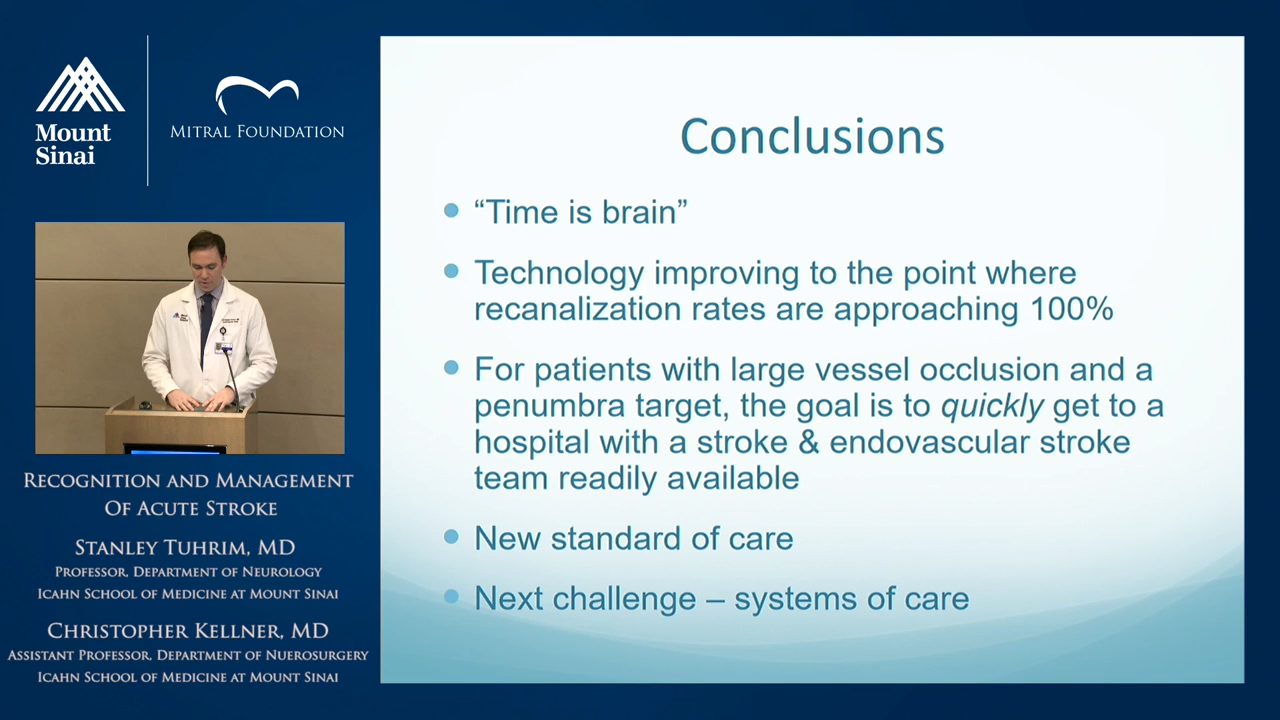 Mount
Sinai
MITRAL FOUNDATION
RECOGNITION AND MANAGEMENT
OF ACUTE STROKE
STANLEY TUHRIM, MD
PROFESSOR, DEPARTMENT OF NEUROLOGY
ICAHN SCHOOL OF MEDICINE AT MOUNT SINAI
CHRISTOPHER KELLNER, MD
ASSISTANT PROFESSOR, DEPARTMENT OF NUEROSURGERY
ICAHN SCHOOL OF MEDICINE AT MOUNT SINAI
Conclusions
“Time is brain”
Technology improving to the point where
recanalization rates are approaching 100%
For patients with large vessel occlusion and a
penumbra target, the goal is to quickly get to a
hospital with a stroke & endovascular stroke
team readily available
New standard of care
Next challenge – systems of care